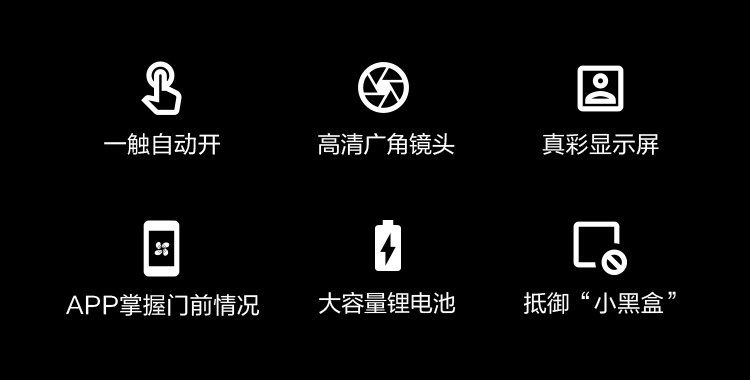 一触自动开
高清广角镜头
真彩显示屏
APP掌握门前情况
大容量锂电池
抵御“小黑盒”